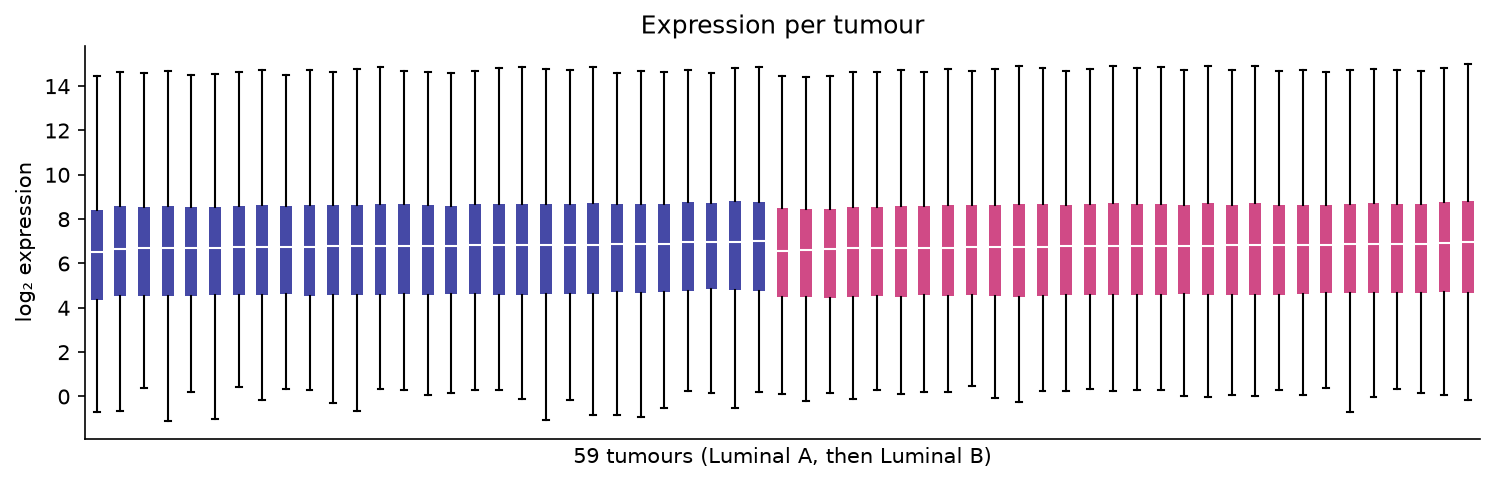 Expression per tumour
log₂ expression
14
12
10
8
6
4
2
0
59 tumours (Luminal A, then Luminal B)